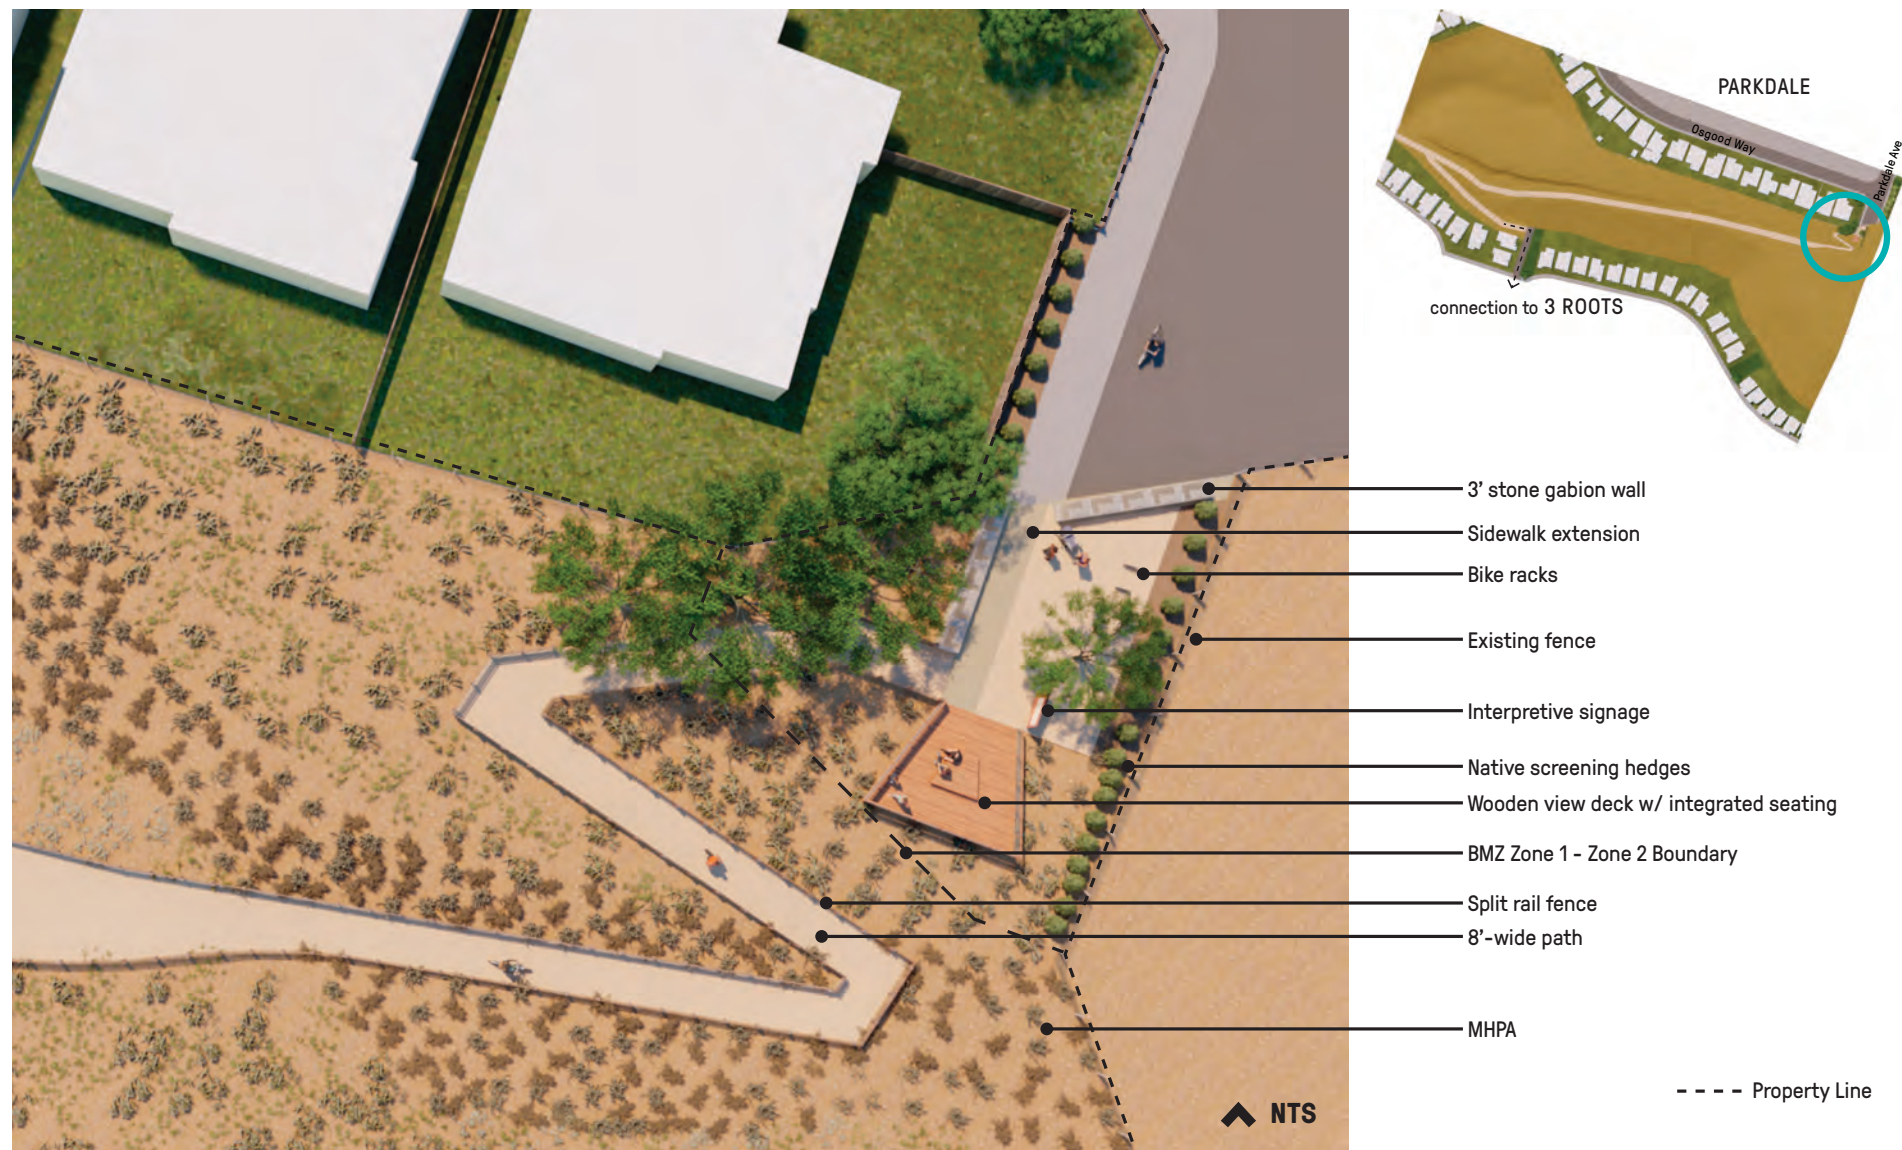 PARKDALE
Osgood Way
Parkdale Ave
connection to 3 ROOTS
3’ stone gabion wall
Sidewalk extension
Bike racks
Existing fence
Interpretive signage
Native screening hedges
Wooden view deck w/ integrated seating
BMZ Zone 1 - Zone 2 Boundary
Split rail fence
8’-wide path
MHPA
Property Line
NTS